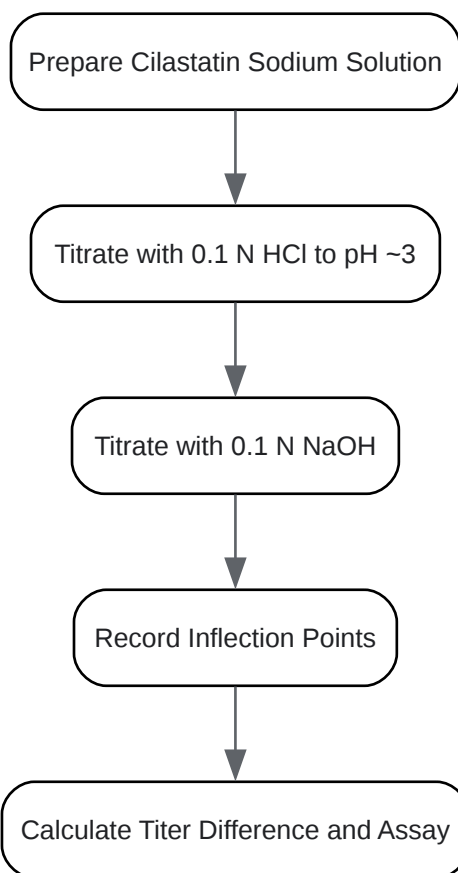 Prepare Cilastatin Sodium Solution
Titrate with 0.1 N HCl to pH ~3
Titrate with 0.1 N NaOH
Record Inflection Points
Calculate Titer Difference and Assay